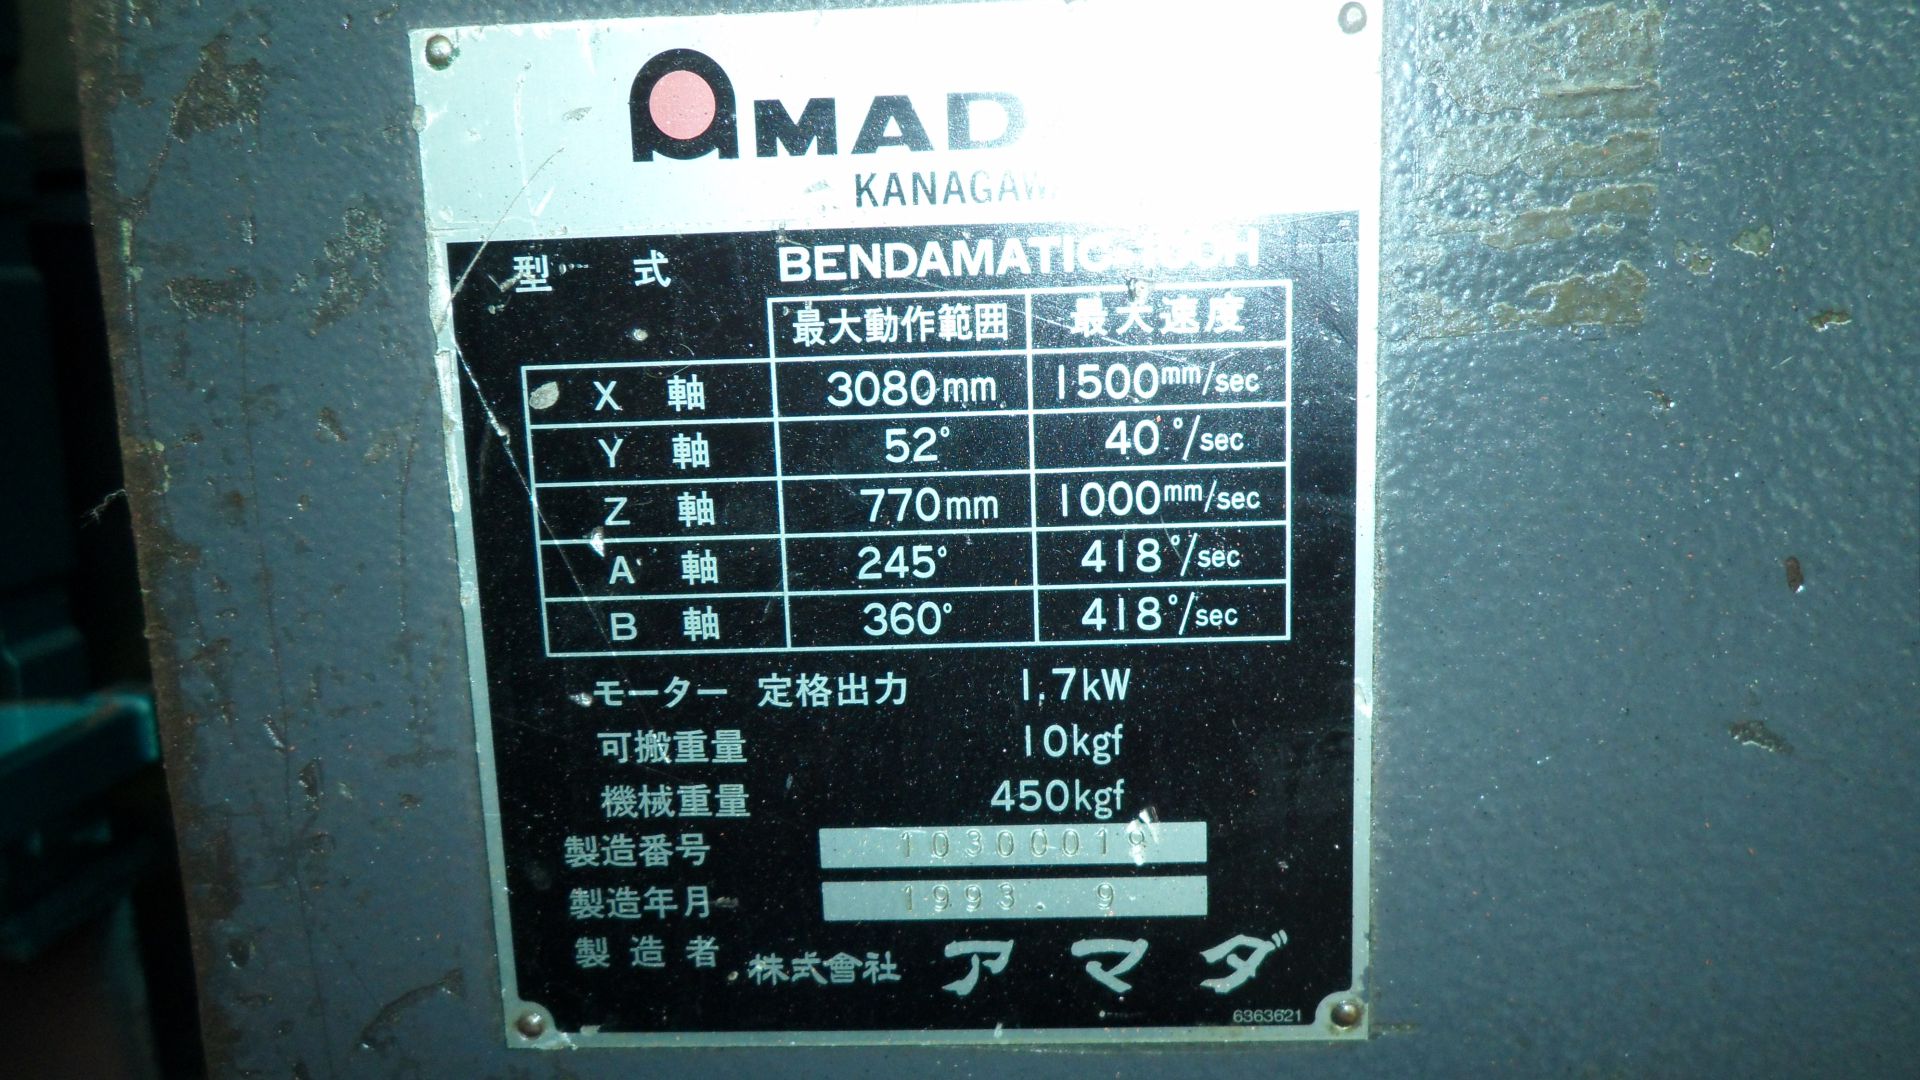 AMAD
KANAGAWA
型 式 BENDAMATIC-100H
最大動作範囲 最大速度
X 軸 3080mm 1500mm/sec
Y 軸 52° 40°/sec
Z 軸 770mm 1000mm/sec
A 軸 245° 418°/sec
B 軸 360° 418°/sec
モーター 定格出力 1.7kW
可搬重量 10kgf
機械重量 450kgf
製造番号 10300019
製造年月 1993. 9
製造者 株式會社 アマダ
6363621